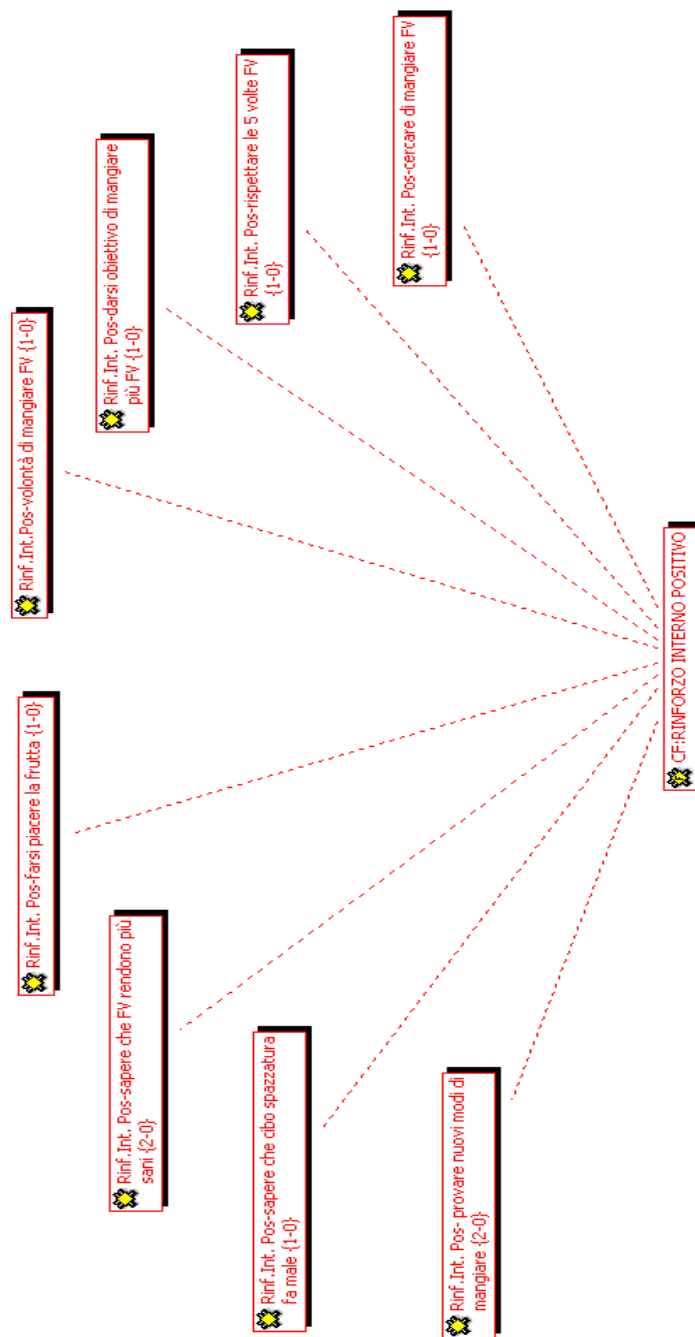 Rinf.Int. Pos-farsi piacere la frutta {1-0}
Rinf.Int.Pos-volontà di mangiare FV {1-0}
Rinf.Int. Pos-sapere che FV rendono più
sani {2-0}
Rinf.Int. Pos-darsi obiettivo di mangiare
più FV {1-0}
Rinf.Int. Pos-sapere che cibo spazzatura
fa male {1-0}
Rinf.Int. Pos-rispettare le 5 volte FV
{1-0}
Rinf.Int. Pos- provare nuovi modi di
mangiare {2-0}
Rinf.Int. Pos-cercare di mangiare FV
{1-0}
CF:RINFORZO INTERNO POSITIVO